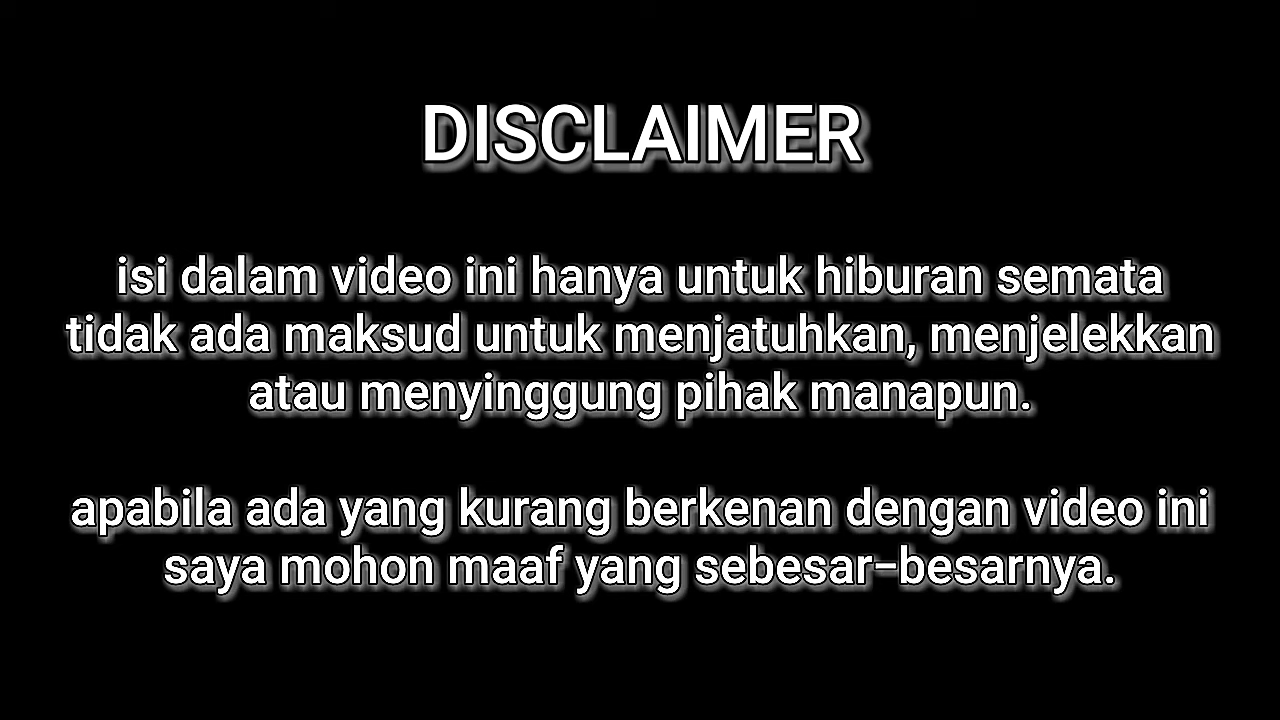 DISCLAIMER
isi dalam video ini hanya untuk hiburan semata
tidak ada maksud untuk menjatuhkan, menjelekkan
atau menyinggung pihak manapun.
apabila ada yang kurang berkenan dengan video ini
saya mohon maaf yang sebesar-besarnya.